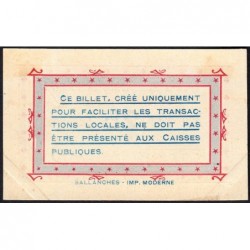 CE BILLET, CRÉÉ UNIQUEMENT
POUR FACILITER LES TRANSAC-
TIONS LOCALES, NE DOIT PAS
ÊTRE PRÉSENTÉ AUX CAISSES
PUBLIQUES.
SALLANCHES - IMP. MODERNE